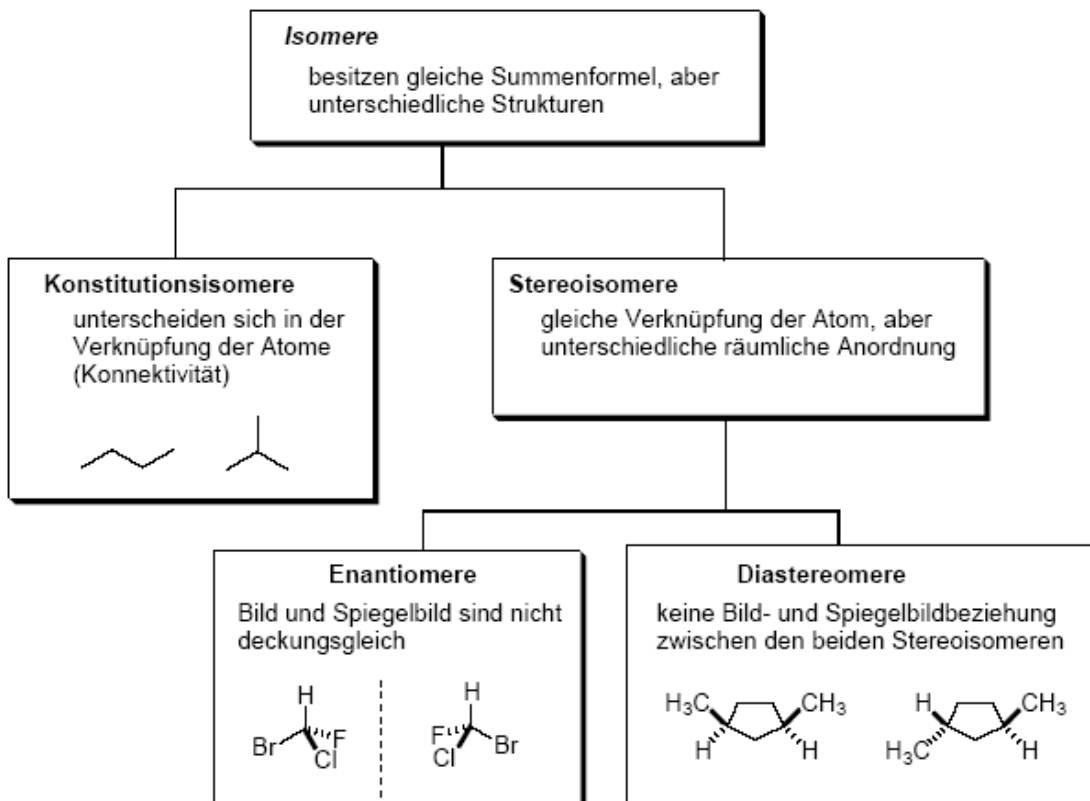 Isomere
besitzen gleiche Summenformel, aber
unterschiedliche Strukturen
Konstitutionsisomere
unterscheiden sich in der
Verknüpfung der Atome
(Konnektivität)
Stereoisomere
gleiche Verknüpfung der Atom, aber
unterschiedliche räumliche Anordnung
Enantiomere
Bild und Spiegelbild sind nicht
deckungsgleich
H
Br
F
Cl
H
F
Cl
Br
Diastereomere
keine Bild- und Spiegelbildbeziehung
zwischen den beiden Stereoisomeren
H₃C
CH₃
H
H
H
CH₃
H₃C
H